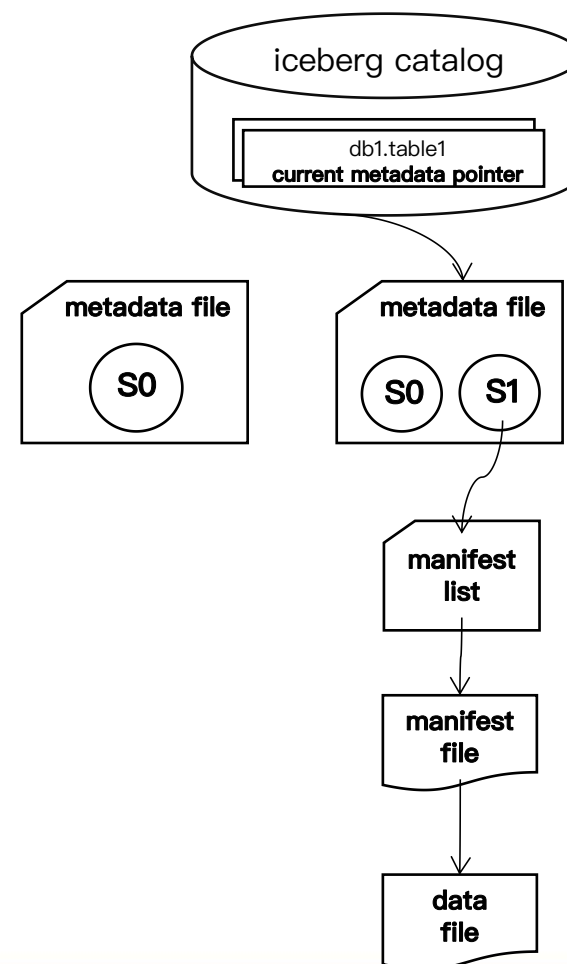 iceberg catalog
db1.table1
current metadata pointer
metadata file
S0
metadata file
S0 S1
manifest
list
manifest
file
data
file